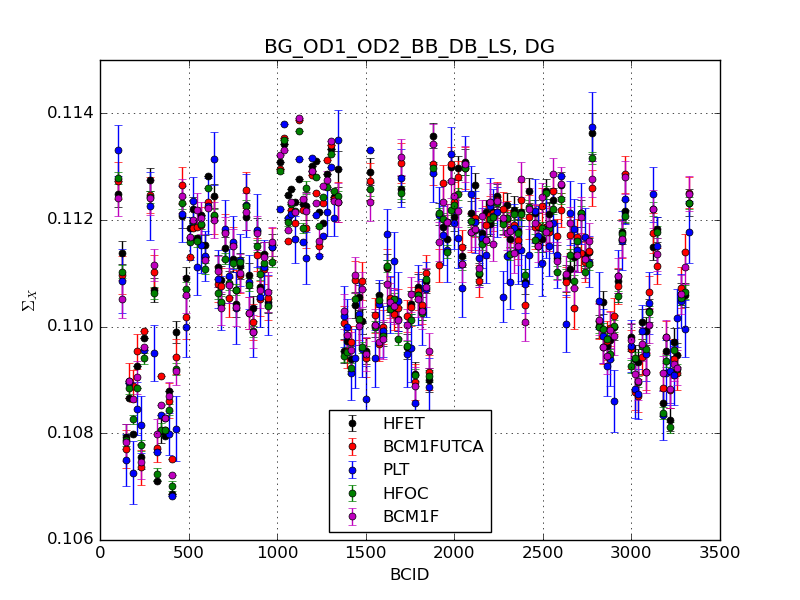 BG_OD1_OD2_BB_DB_LS, DG
0.114
0.112
0.110
0.108
0.106
Σ_X
HFET
BCM1FUTCA
PLT
HFOC
BCM1F
0 500 1000 1500 2000 2500 3000 3500
BCID